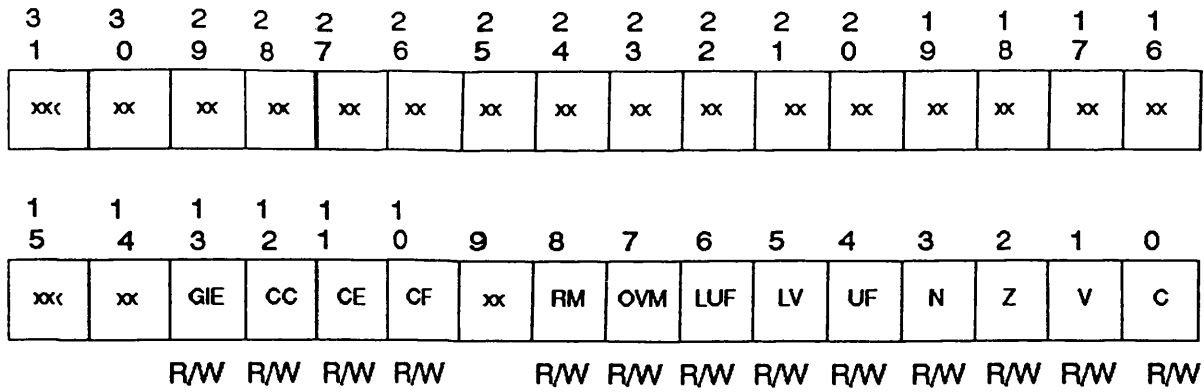 3 3 2 2 2 2 2 2 2 2 2 2 1 1 1 1
1 0 9 8 7 6 5 4 3 2 1 0 9 8 7 6
xx‹ xx xx xx xx xx xx xx xx xx xx xx xx xx xx xx
1 1 1 1 1 1
5 4 3 2 1 0 9 8 7 6 5 4 3 2 1 0
xx‹ xx GIE CC CE CF xx RM OVM LUF LV UF N Z V C
R/W R/W R/W R/W R/W R/W R/W R/W R/W R/W R/W R/W R/W